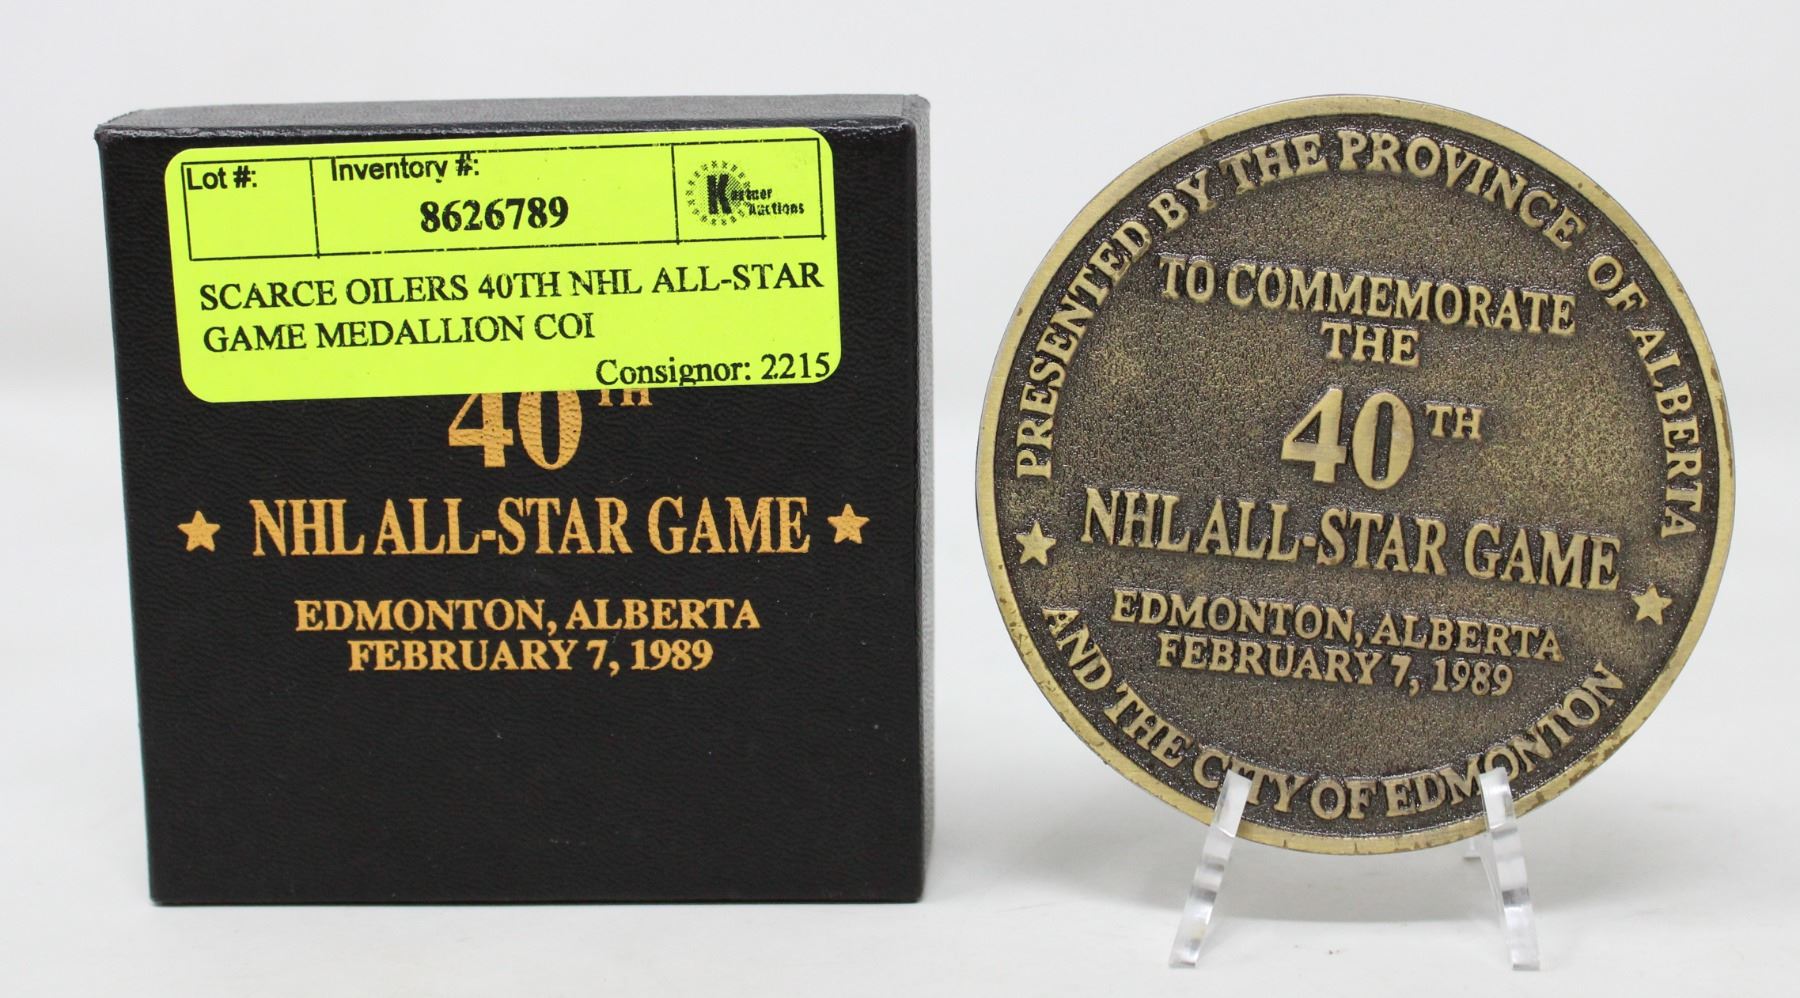 Lot #:
Inventory #:
8626789
Kastner
Auctions
SCARCE OILERS 40TH NHL ALL-STAR
GAME MEDALLION COI
Consignor: 2215
40TH
★ NHL ALL-STAR GAME ★
EDMONTON, ALBERTA
FEBRUARY 7, 1989
PRESENTED BY THE PROVINCE OF ALBERTA
TO COMMEMORATE
THE
40TH
★ NHL ALL-STAR GAME ★
EDMONTON, ALBERTA
FEBRUARY 7, 1989
AND THE CITY OF EDMONTON